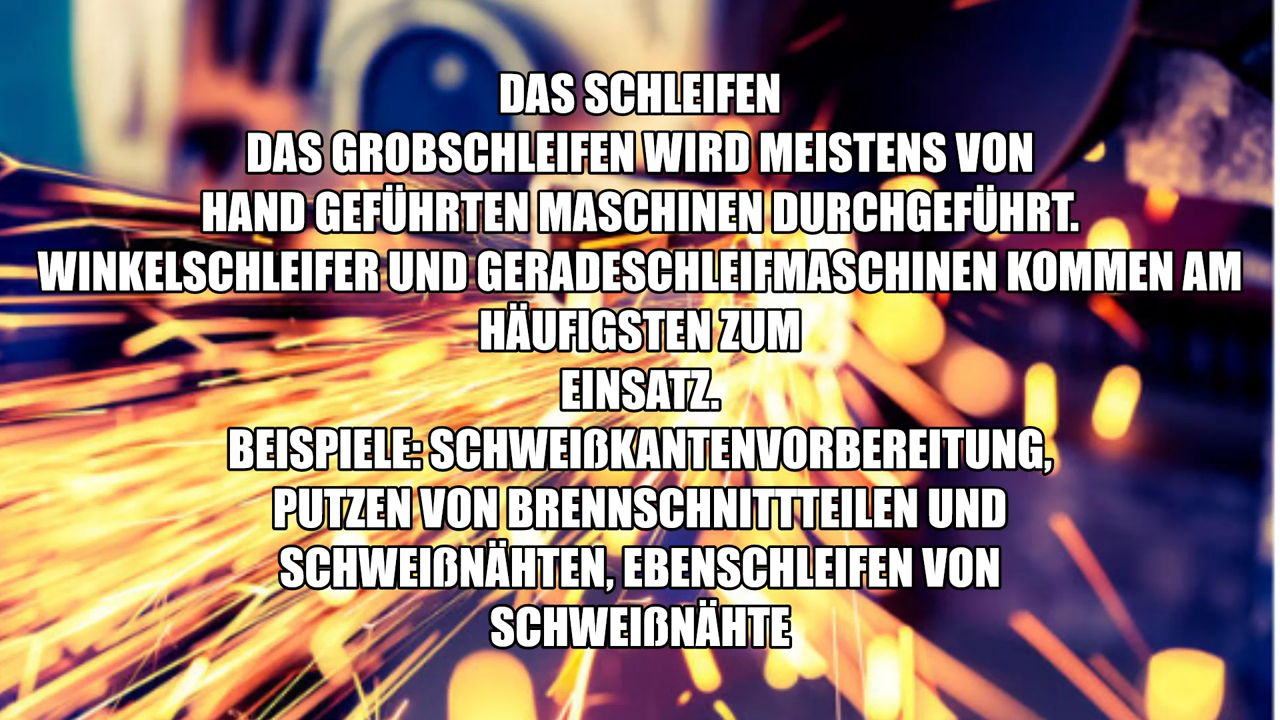 DAS SCHLEIFEN
DAS GROBSCHLEIFEN WIRD MEISTENS VON
HAND GEFÜHRTEN MASCHINEN DURCHGEFÜHRT.
WINKELSCHLEIFER UND GERADESCHLEIFMASCHINEN KOMMEN AM
HÄUFIGSTEN ZUM
EINSATZ.
BEISPIELE: SCHWEIßKANTENVORBEREITUNG,
PUTZEN VON BRENNSCHNITTTEILEN UND
SCHWEIßNÄHTEN, EBENSCHLEIFEN VON
SCHWEIßNÄHTE